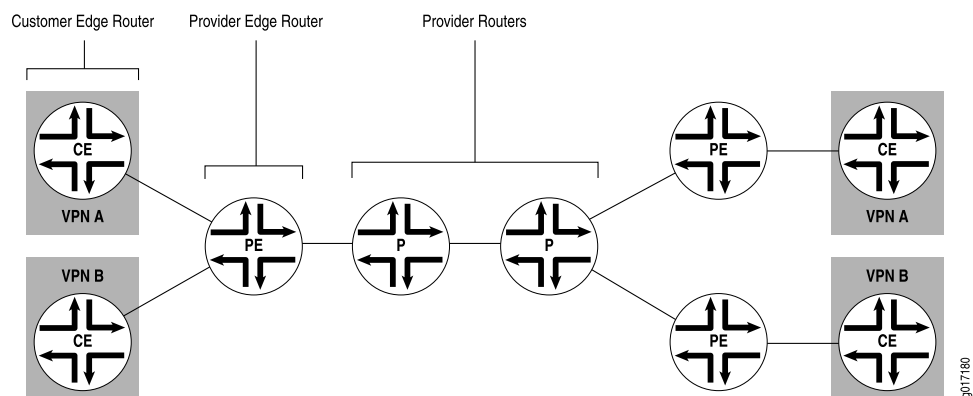 Customer Edge Router
Provider Edge Router
Provider Routers
CE
PE
CE
VPN A
VPN A
PE
P
P
VPN B
VPN B
CE
PE
CE
g017180